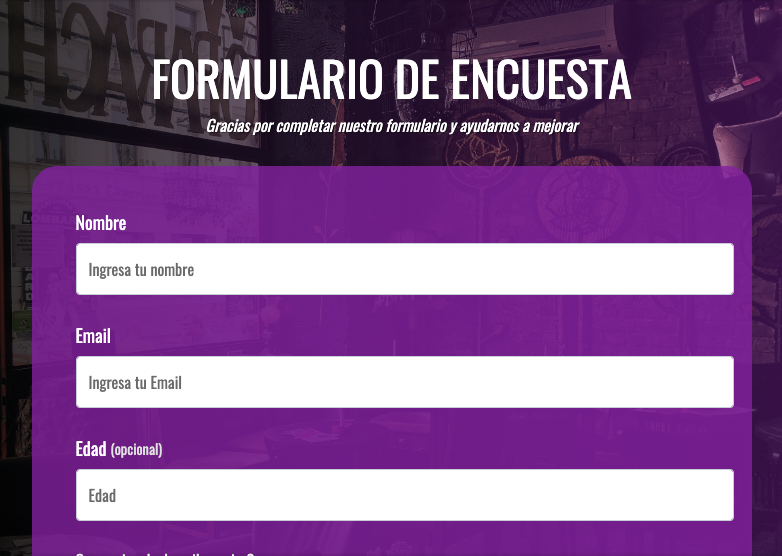 FORMULARIO DE ENCUESTA
Gracias por completar nuestro formulario y ayudarnos a mejorar
Nombre
Ingresa tu nombre
Email
Ingresa tu Email
Edad (opcional)
Edad